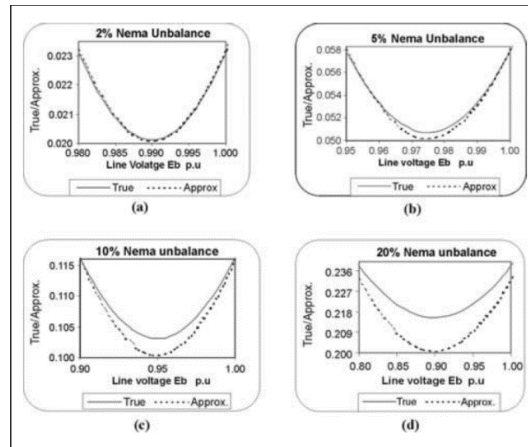 2% Nema Unbalance
True/Approx.
0.023
0.022
0.021
0.020
0.980 0.985 0.990 0.995 1.000
Line Volatge Eb p.u
True Approx
(a)
5% Nema Unbalance
True/Approx.
0.058
0.056
0.054
0.052
0.050
0.95 0.96 0.97 0.98 0.99 1.00
Line voltage Eb p.u
True Approx.
(b)
10% Nema unbalance
True/Approx.
0.115
0.110
0.105
0.100
0.90 0.95 1.00
Line voltage Eb p.u
True Approx.
(c)
20% Nema unbalance
True/Approx.
0.236
0.227
0.218
0.209
0.200
0.80 0.85 0.90 0.95 1.00
Line voltage Eb p.u
True Approx.
(d)